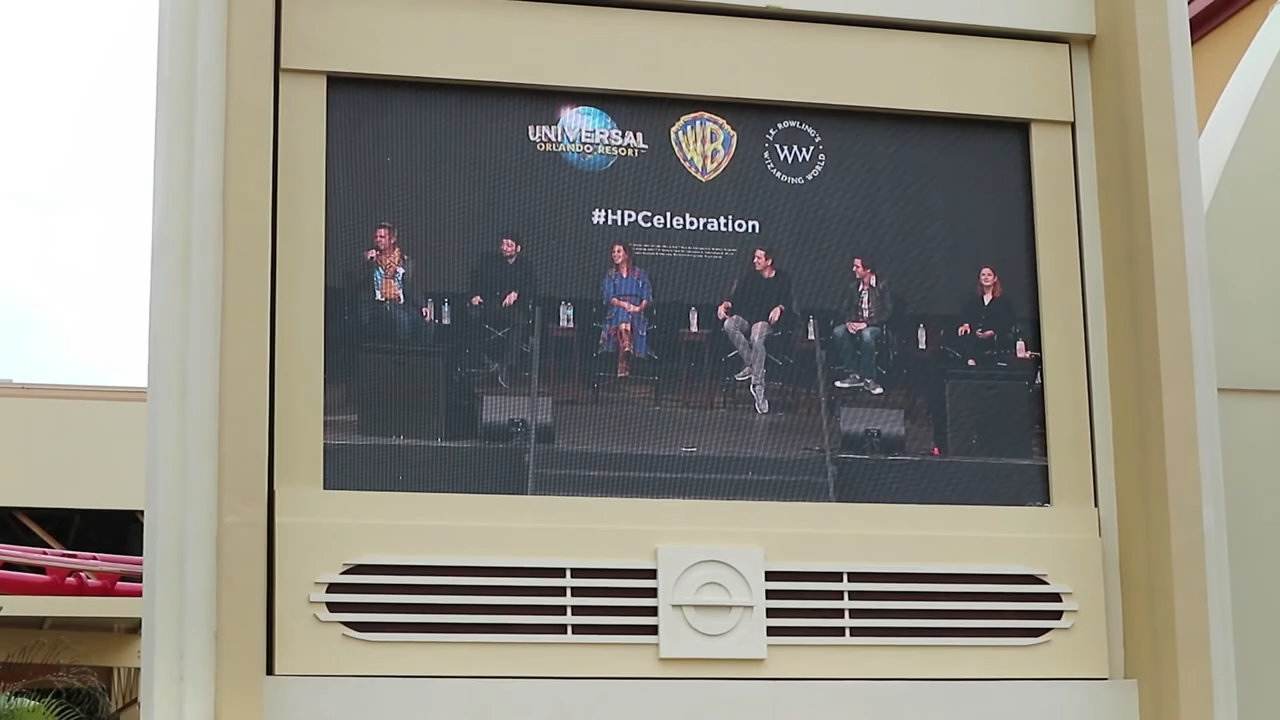 UNIVERSAL
ORLANDO RESORT
WB
J.K. ROWLING'S
WW
WIZARDING WORLD
#HPCelebration